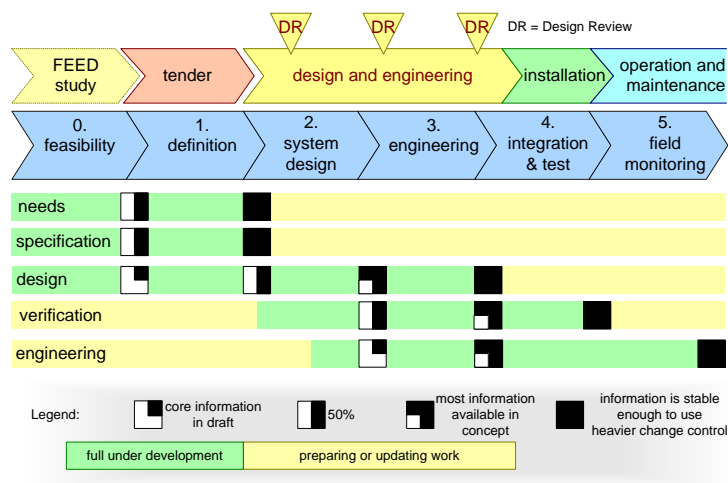 DR DR DR DR = Design Review
FEED
study
tender
design and engineering
installation
operation and
maintenance
0.
feasibility
1.
definition
2.
system
design
3.
engineering
4.
integration
& test
5.
field
monitoring
needs
specification
design
verification
engineering
Legend:
core information
in draft
50%
most information
available in
concept
information is stable
enough to use
heavier change control
full under development
preparing or updating work